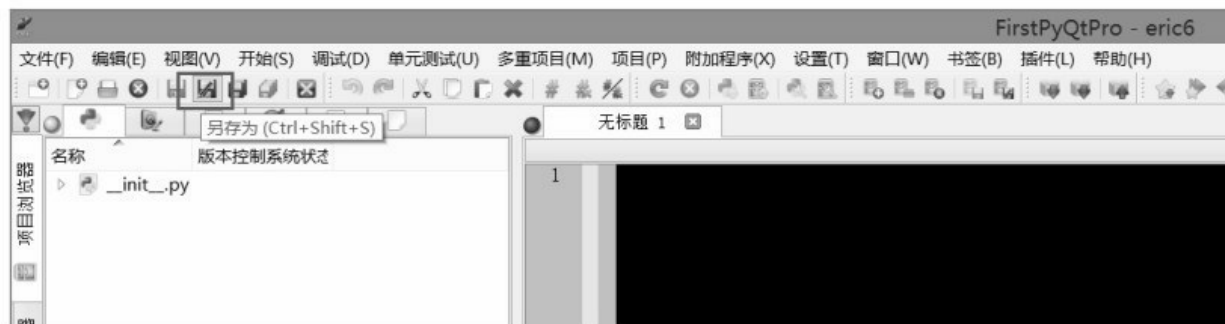 FirstPyQtPro - eric6
文件(F) 编辑(E) 视图(V) 开始(S) 调试(D) 单元测试(U) 多重项目(M) 项目(P) 附加程序(X) 设置(T) 窗口(W) 书签(B) 插件(L) 帮助(H)
另存为 (Ctrl+Shift+S)
无标题 1
名称 版本控制系统状态
__init__.py
1
项目浏览器